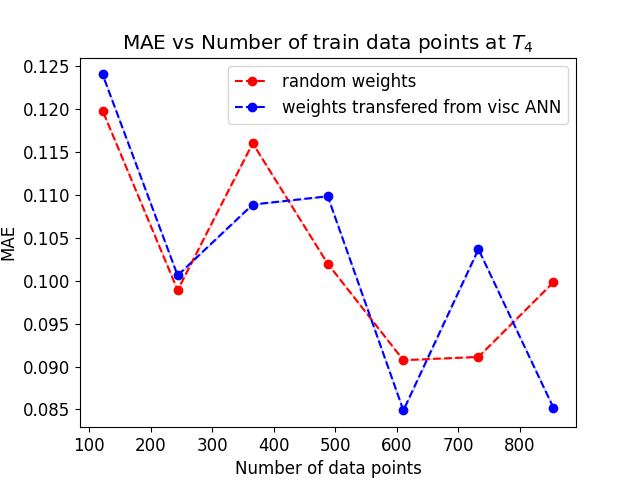 MAE vs Number of train data points at T₄
random weights
weights transfered from visc ANN
MAE
0.125
0.120
0.115
0.110
0.105
0.100
0.095
0.090
0.085
100 200 300 400 500 600 700 800
Number of data points